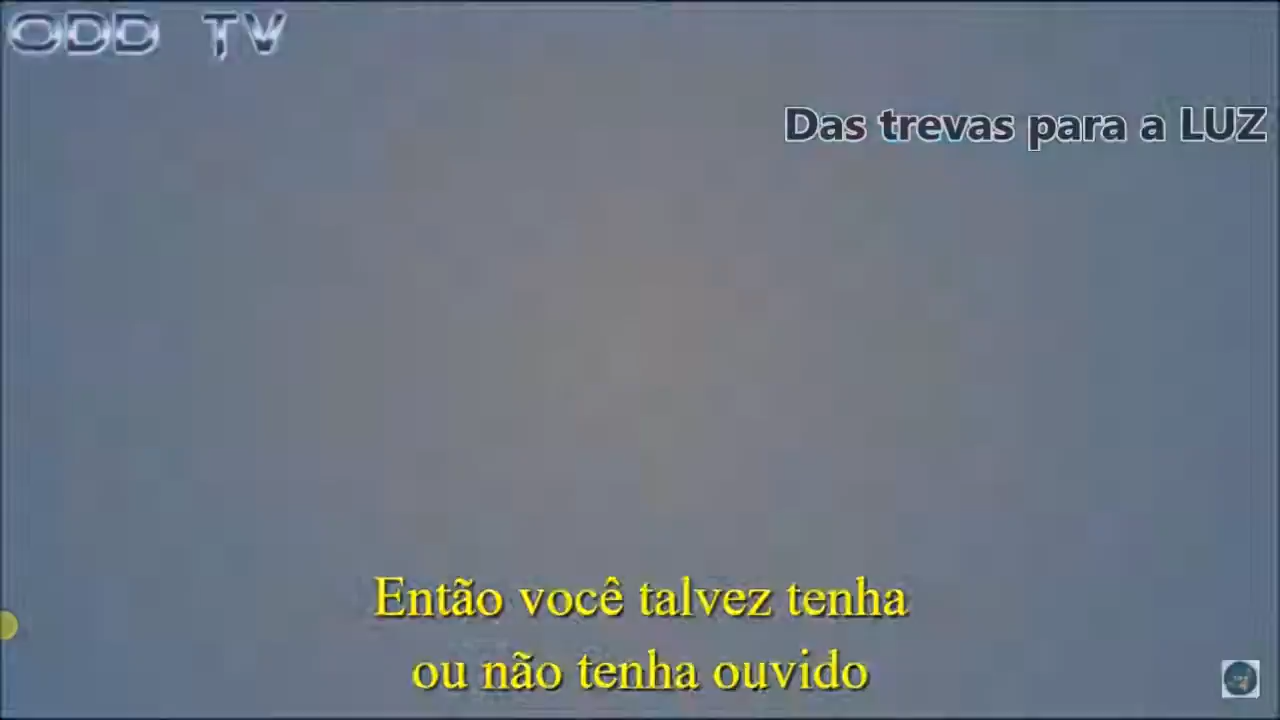 ODD TV
Das trevas para a LUZ
Então você talvez tenha
ou não tenha ouvido